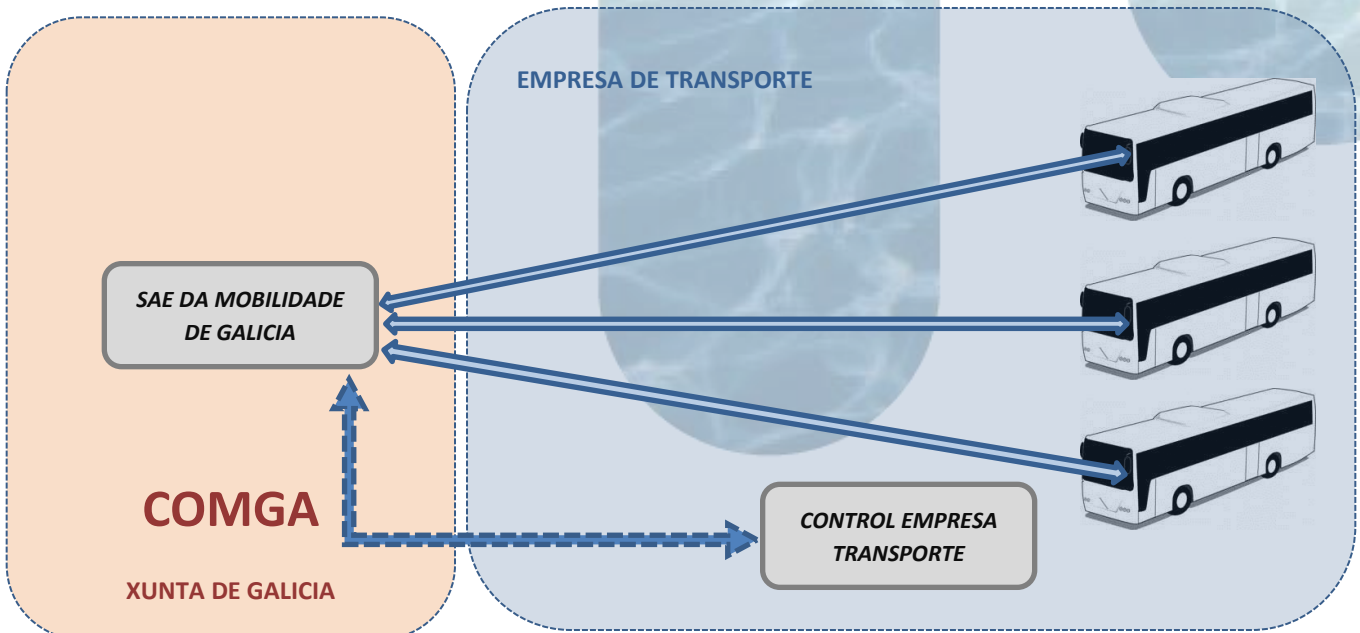 EMPRESA DE TRANSPORTE
SAE DA MOBILIDADE
DE GALICIA
COMGA
CONTROL EMPRESA
TRANSPORTE
XUNTA DE GALICIA